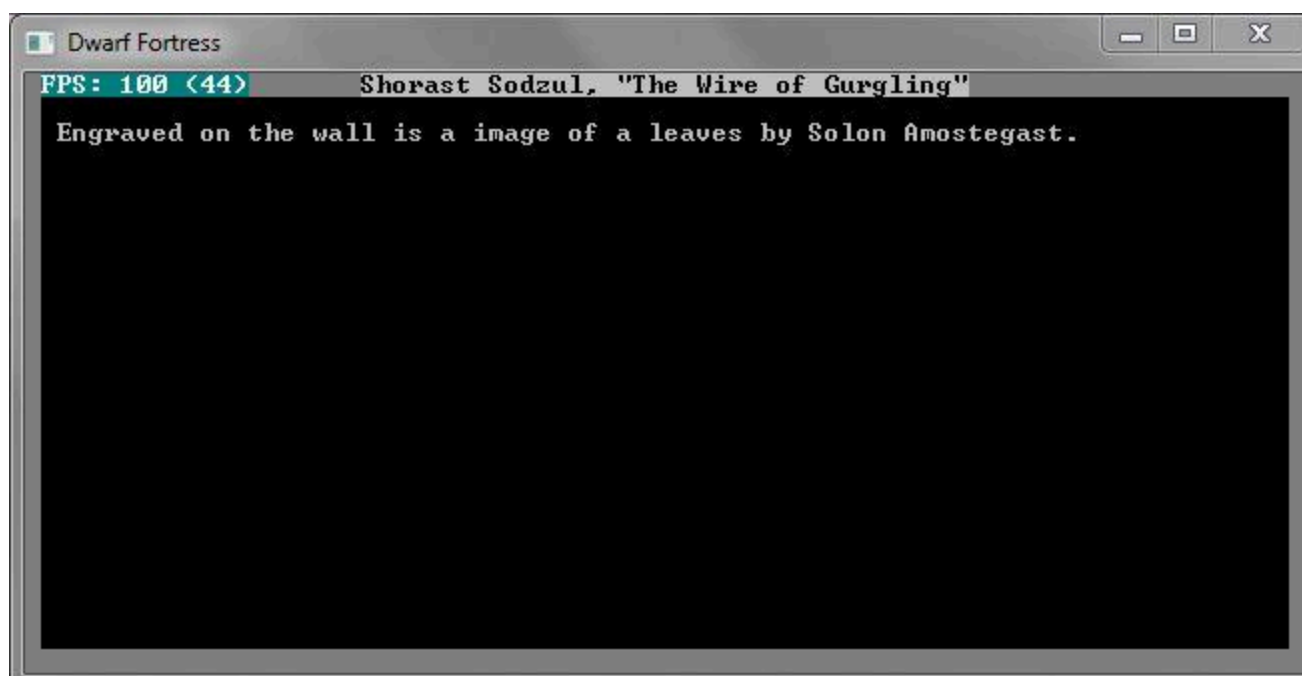 Dwarf Fortress
FPS: 100 (44) Shorast Sodzul, "The Wire of Gurgling"
Engraved on the wall is a image of a leaves by Solon Amostegast.